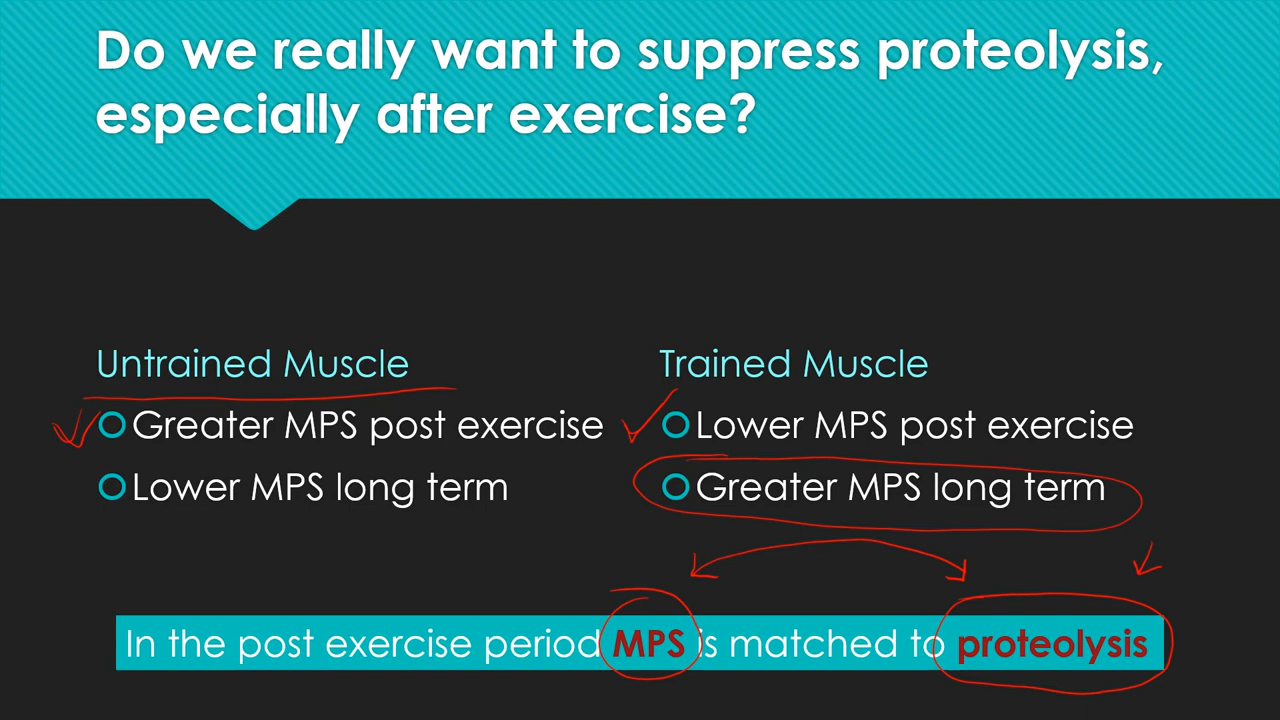 Do we really want to suppress proteolysis,
especially after exercise?
Untrained Muscle
Greater MPS post exercise
Lower MPS long term
Trained Muscle
Lower MPS post exercise
Greater MPS long term
In the post exercise period MPS is matched to proteolysis